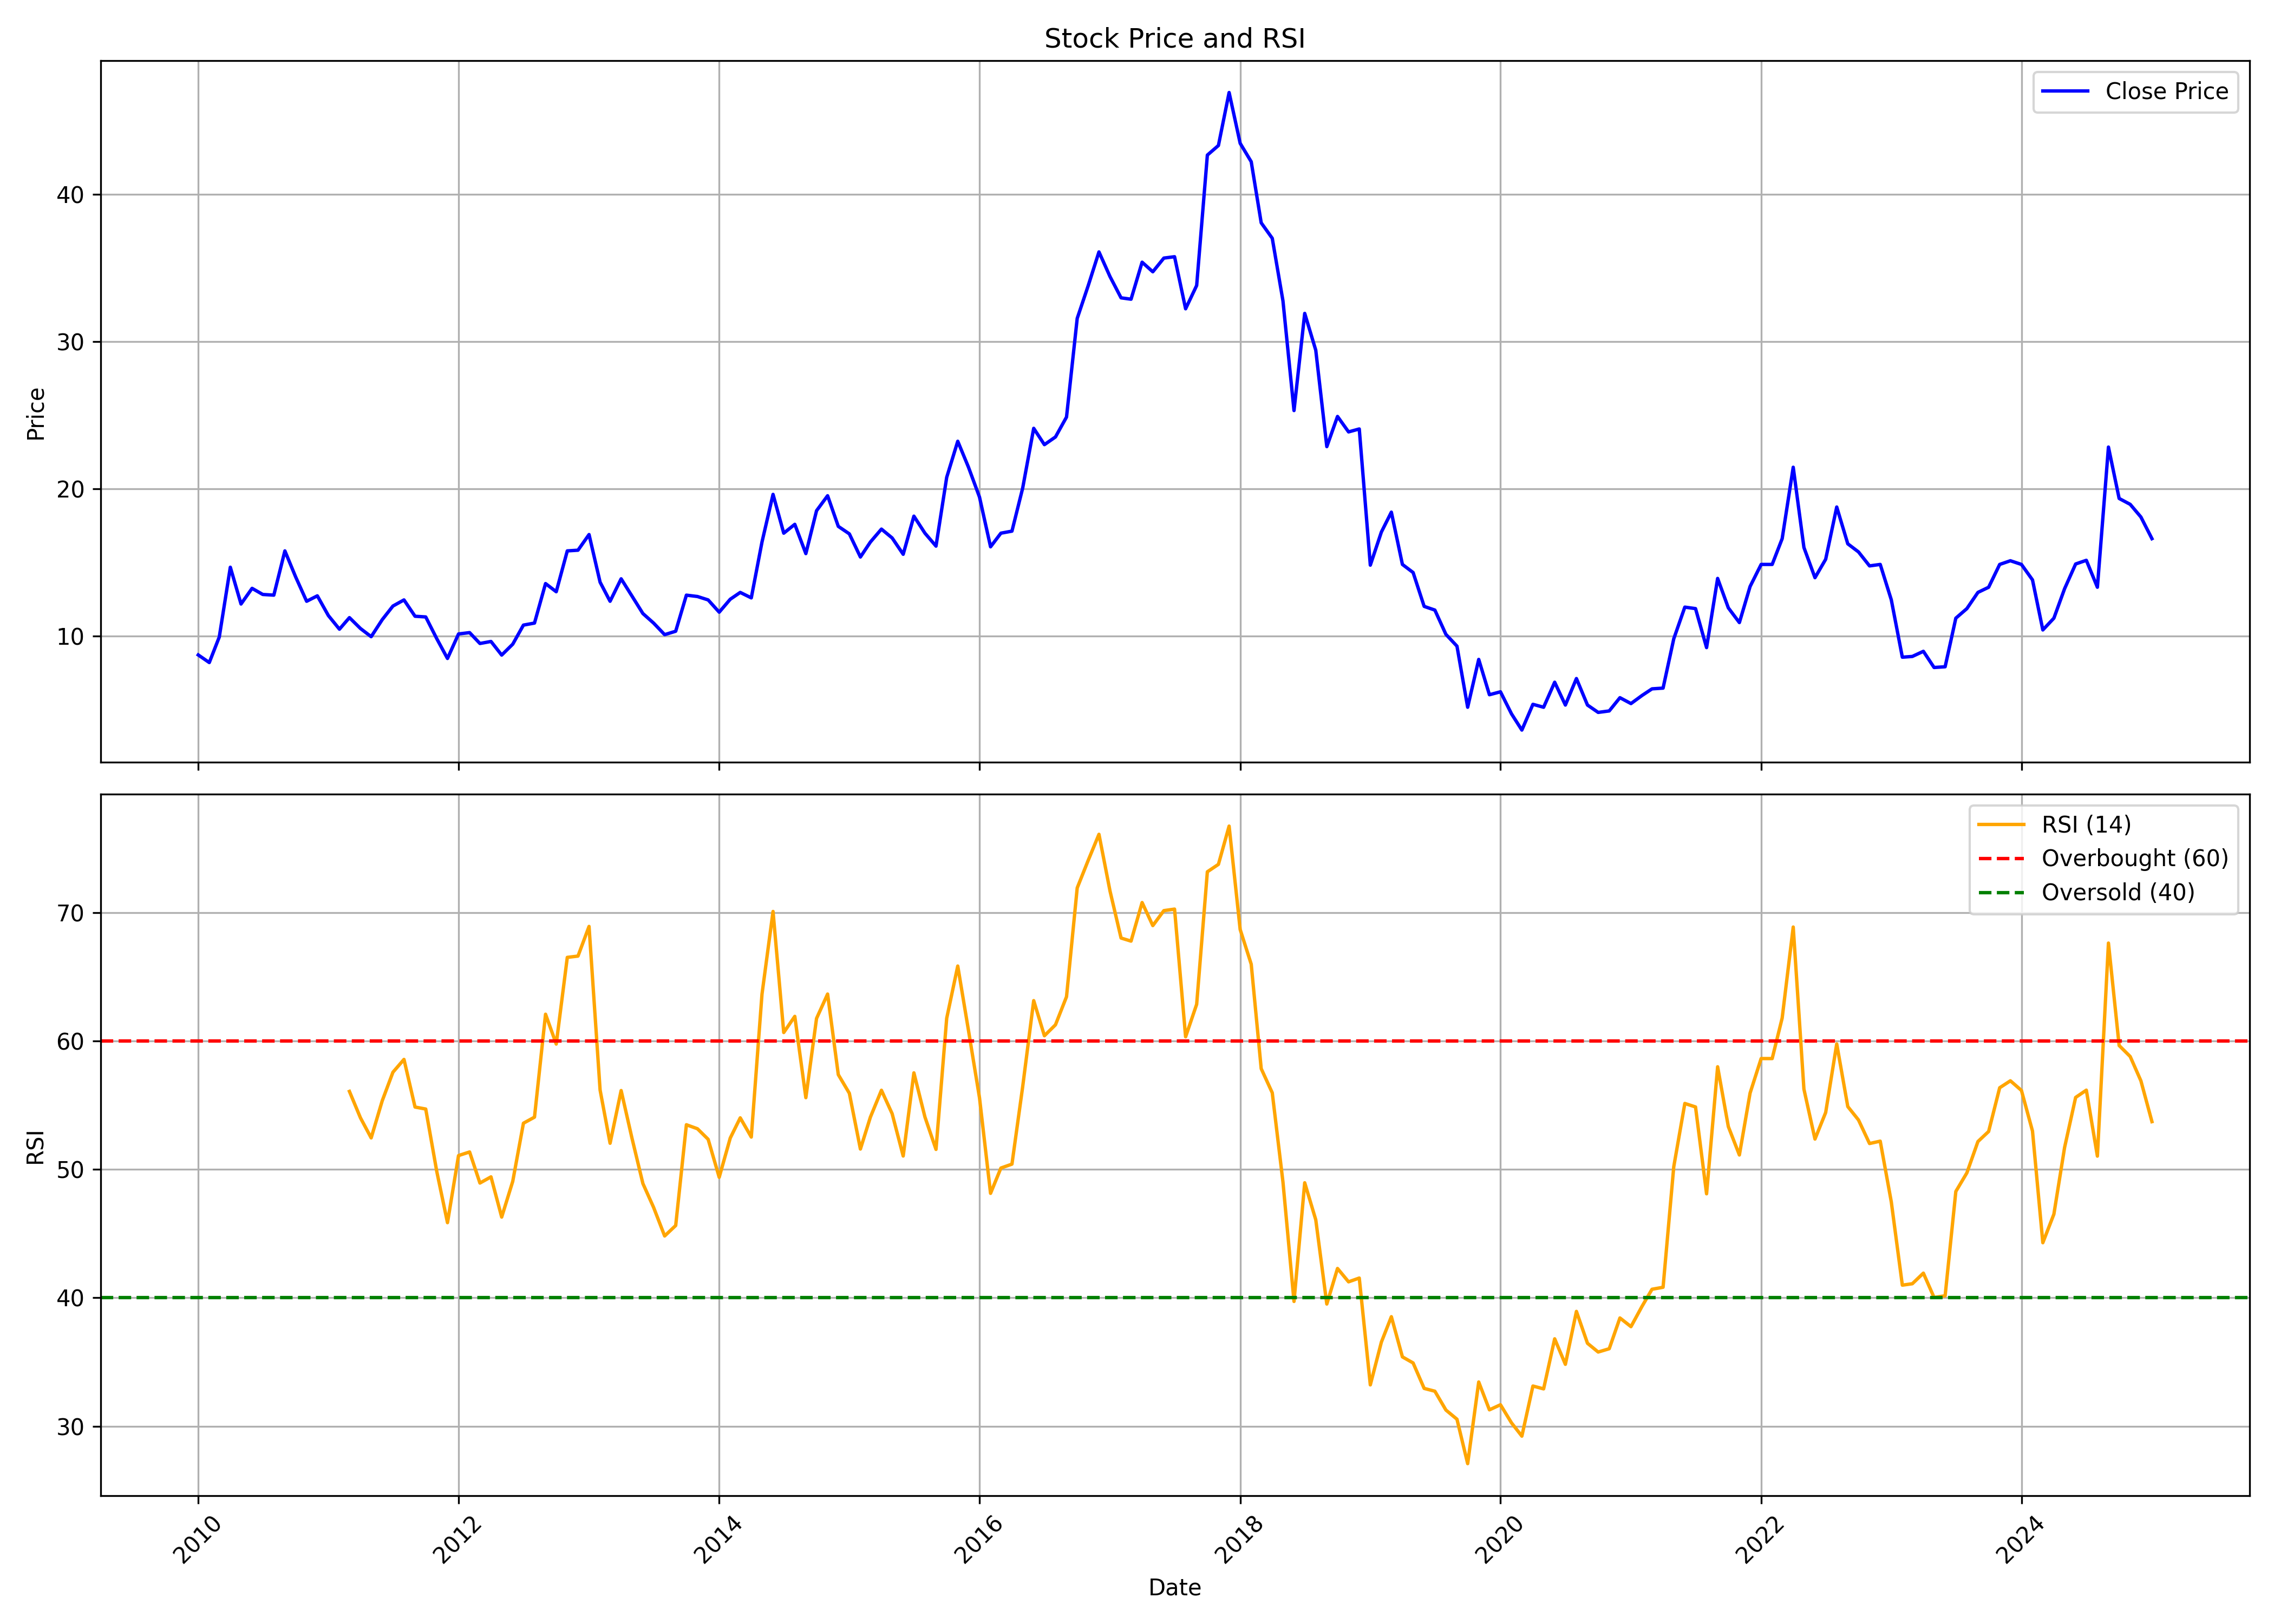 Stock Price and RSI
Close Price
40
30
20
10
Price
RSI (14)
Overbought (60)
Oversold (40)
70
60
50
40
30
RSI
2010
2012
2014
2016
2018
2020
2022
2024
Date